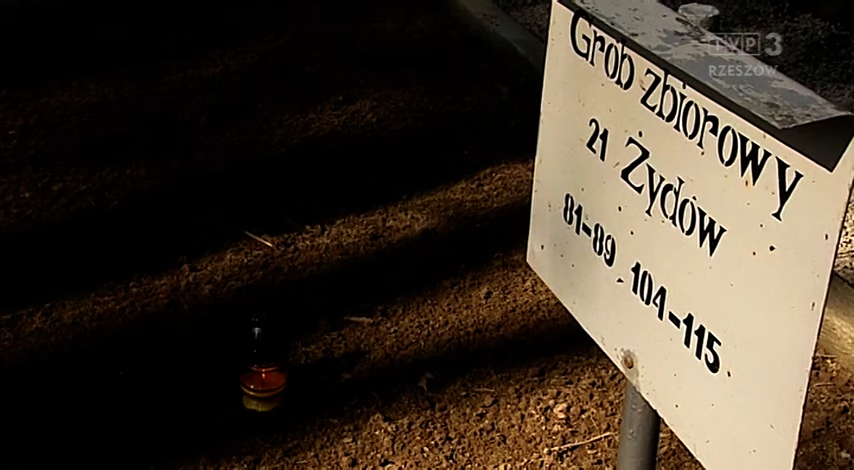 TVP3
RZESZÓW
Grób zbiorowy
21 Żydów
81-89 104-115